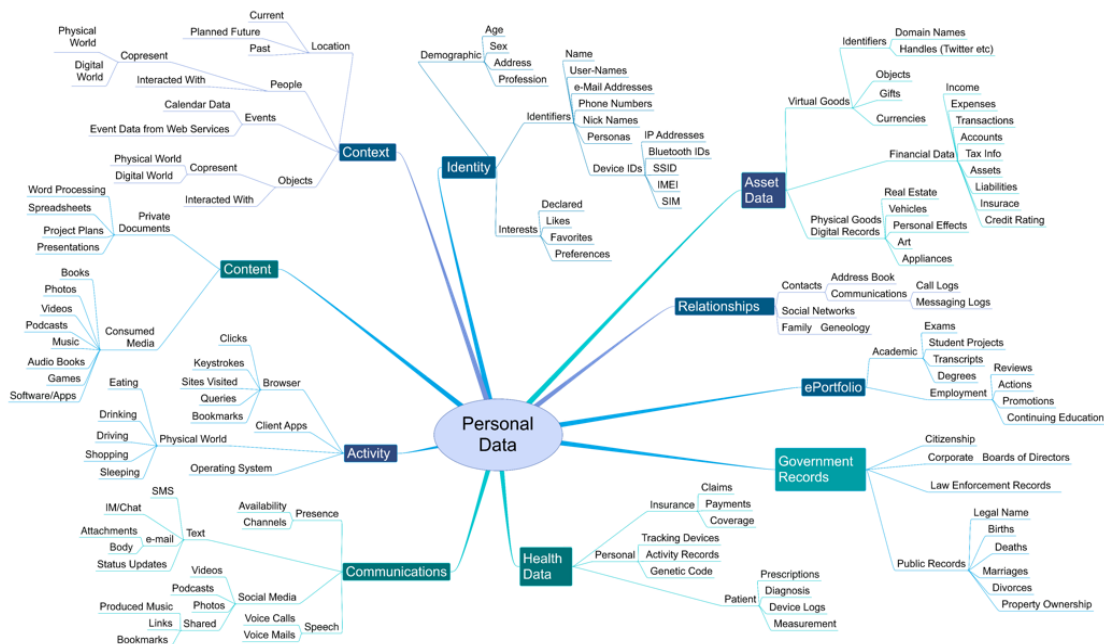 Personal
Data
Context
Location
Current
Planned Future
Past
People
Copresent
Physical
World
Digital
World
Interacted With
Events
Calendar Data
Event Data from Web Services
Objects
Copresent
Physical World
Digital World
Interacted With
Identity
Demographic
Age
Sex
Address
Profession
Identifiers
Name
User-Names
e-Mail Addresses
Phone Numbers
Nick Names
Personas
Device IDs
IP Addresses
Bluetooth IDs
SSID
IMEI
SIM
Interests
Declared
Likes
Favorites
Preferences
Asset
Data
Virtual Goods
Identifiers
Domain Names
Handles (Twitter etc)
Objects
Gifts
Currencies
Financial Data
Income
Expenses
Transactions
Accounts
Tax Info
Assets
Liabilities
Insurace
Credit Rating
Physical Goods
Digital Records
Real Estate
Vehicles
Personal Effects
Art
Appliances
Relationships
Contacts
Address Book
Communications
Call Logs
Messaging Logs
Social Networks
Family Geneology
ePortfolio
Academic
Exams
Student Projects
Transcripts
Degrees
Employment
Reviews
Actions
Promotions
Continuing Education
Government
Records
Citizenship
Corporate Boards of Directors
Law Enforcement Records
Public Records
Legal Name
Births
Deaths
Marriages
Divorces
Property Ownership
Health
Data
Insurance
Claims
Payments
Coverage
Personal
Tracking Devices
Activity Records
Genetic Code
Patient
Prescriptions
Diagnosis
Device Logs
Measurement
Communications
Presence
Availability
Channels
Text
SMS
IM/Chat
e-mail
Attachments
Body
Status Updates
Social Media
Videos
Podcasts
Photos
Shared
Produced Music
Links
Bookmarks
Speech
Voice Calls
Voice Mails
Activity
Browser
Clicks
Keystrokes
Sites Visited
Queries
Bookmarks
Client Apps
Physical World
Eating
Drinking
Driving
Shopping
Sleeping
Operating System
Content
Private
Documents
Word Processing
Spreadsheets
Project Plans
Presentations
Consumed
Media
Books
Photos
Videos
Podcasts
Music
Audio Books
Games
Software/Apps